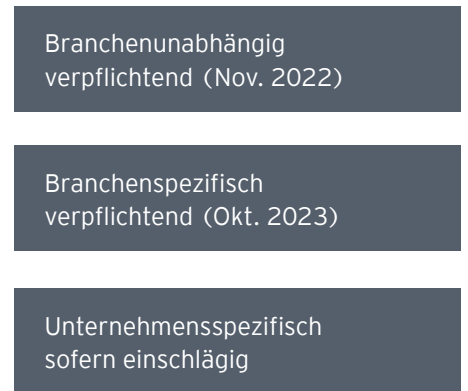 Branchenunabhängig
verpflichtend (Nov. 2022)
Branchenspezifisch
verpflichtend (Okt. 2023)
Unternehmensspezifisch
sofern einschlägig